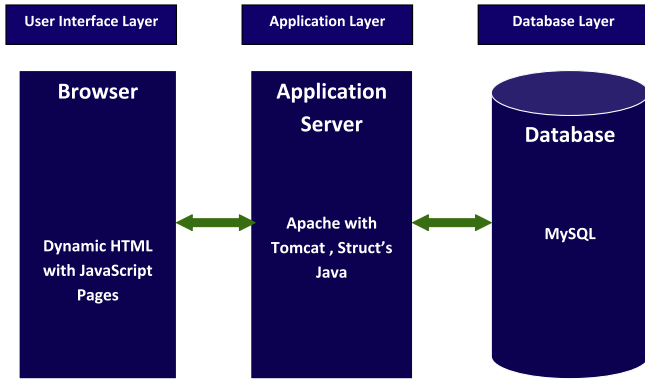 User Interface Layer
Application Layer
Database Layer
Browser
Dynamic HTML
with JavaScript
Pages
Application
Server
Apache with
Tomcat , Struct’s
Java
Database
MySQL